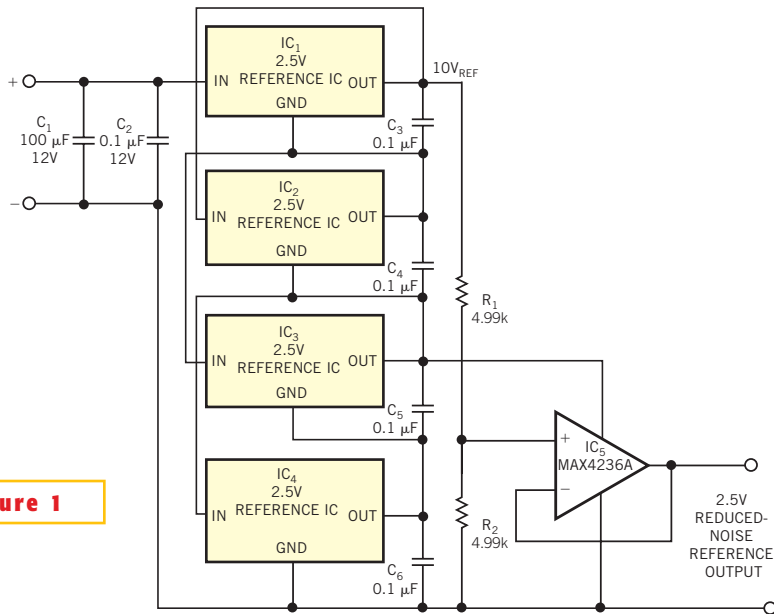 IC1
2.5V
REFERENCE IC
IN
OUT
GND
10VREF
+
C1
100 µF
12V
C2
0.1 µF
12V
–
C3
0.1 µF
IC2
2.5V
REFERENCE IC
IN
OUT
GND
C4
0.1 µF
R1
4.99k
IC3
2.5V
REFERENCE IC
IN
OUT
GND
C5
0.1 µF
+
IC5
MAX4236A
–
ure 1
IC4
2.5V
REFERENCE IC
IN
OUT
GND
R2
4.99k
C6
0.1 µF
2.5V
REDUCED-
NOISE
REFERENCE
OUTPUT